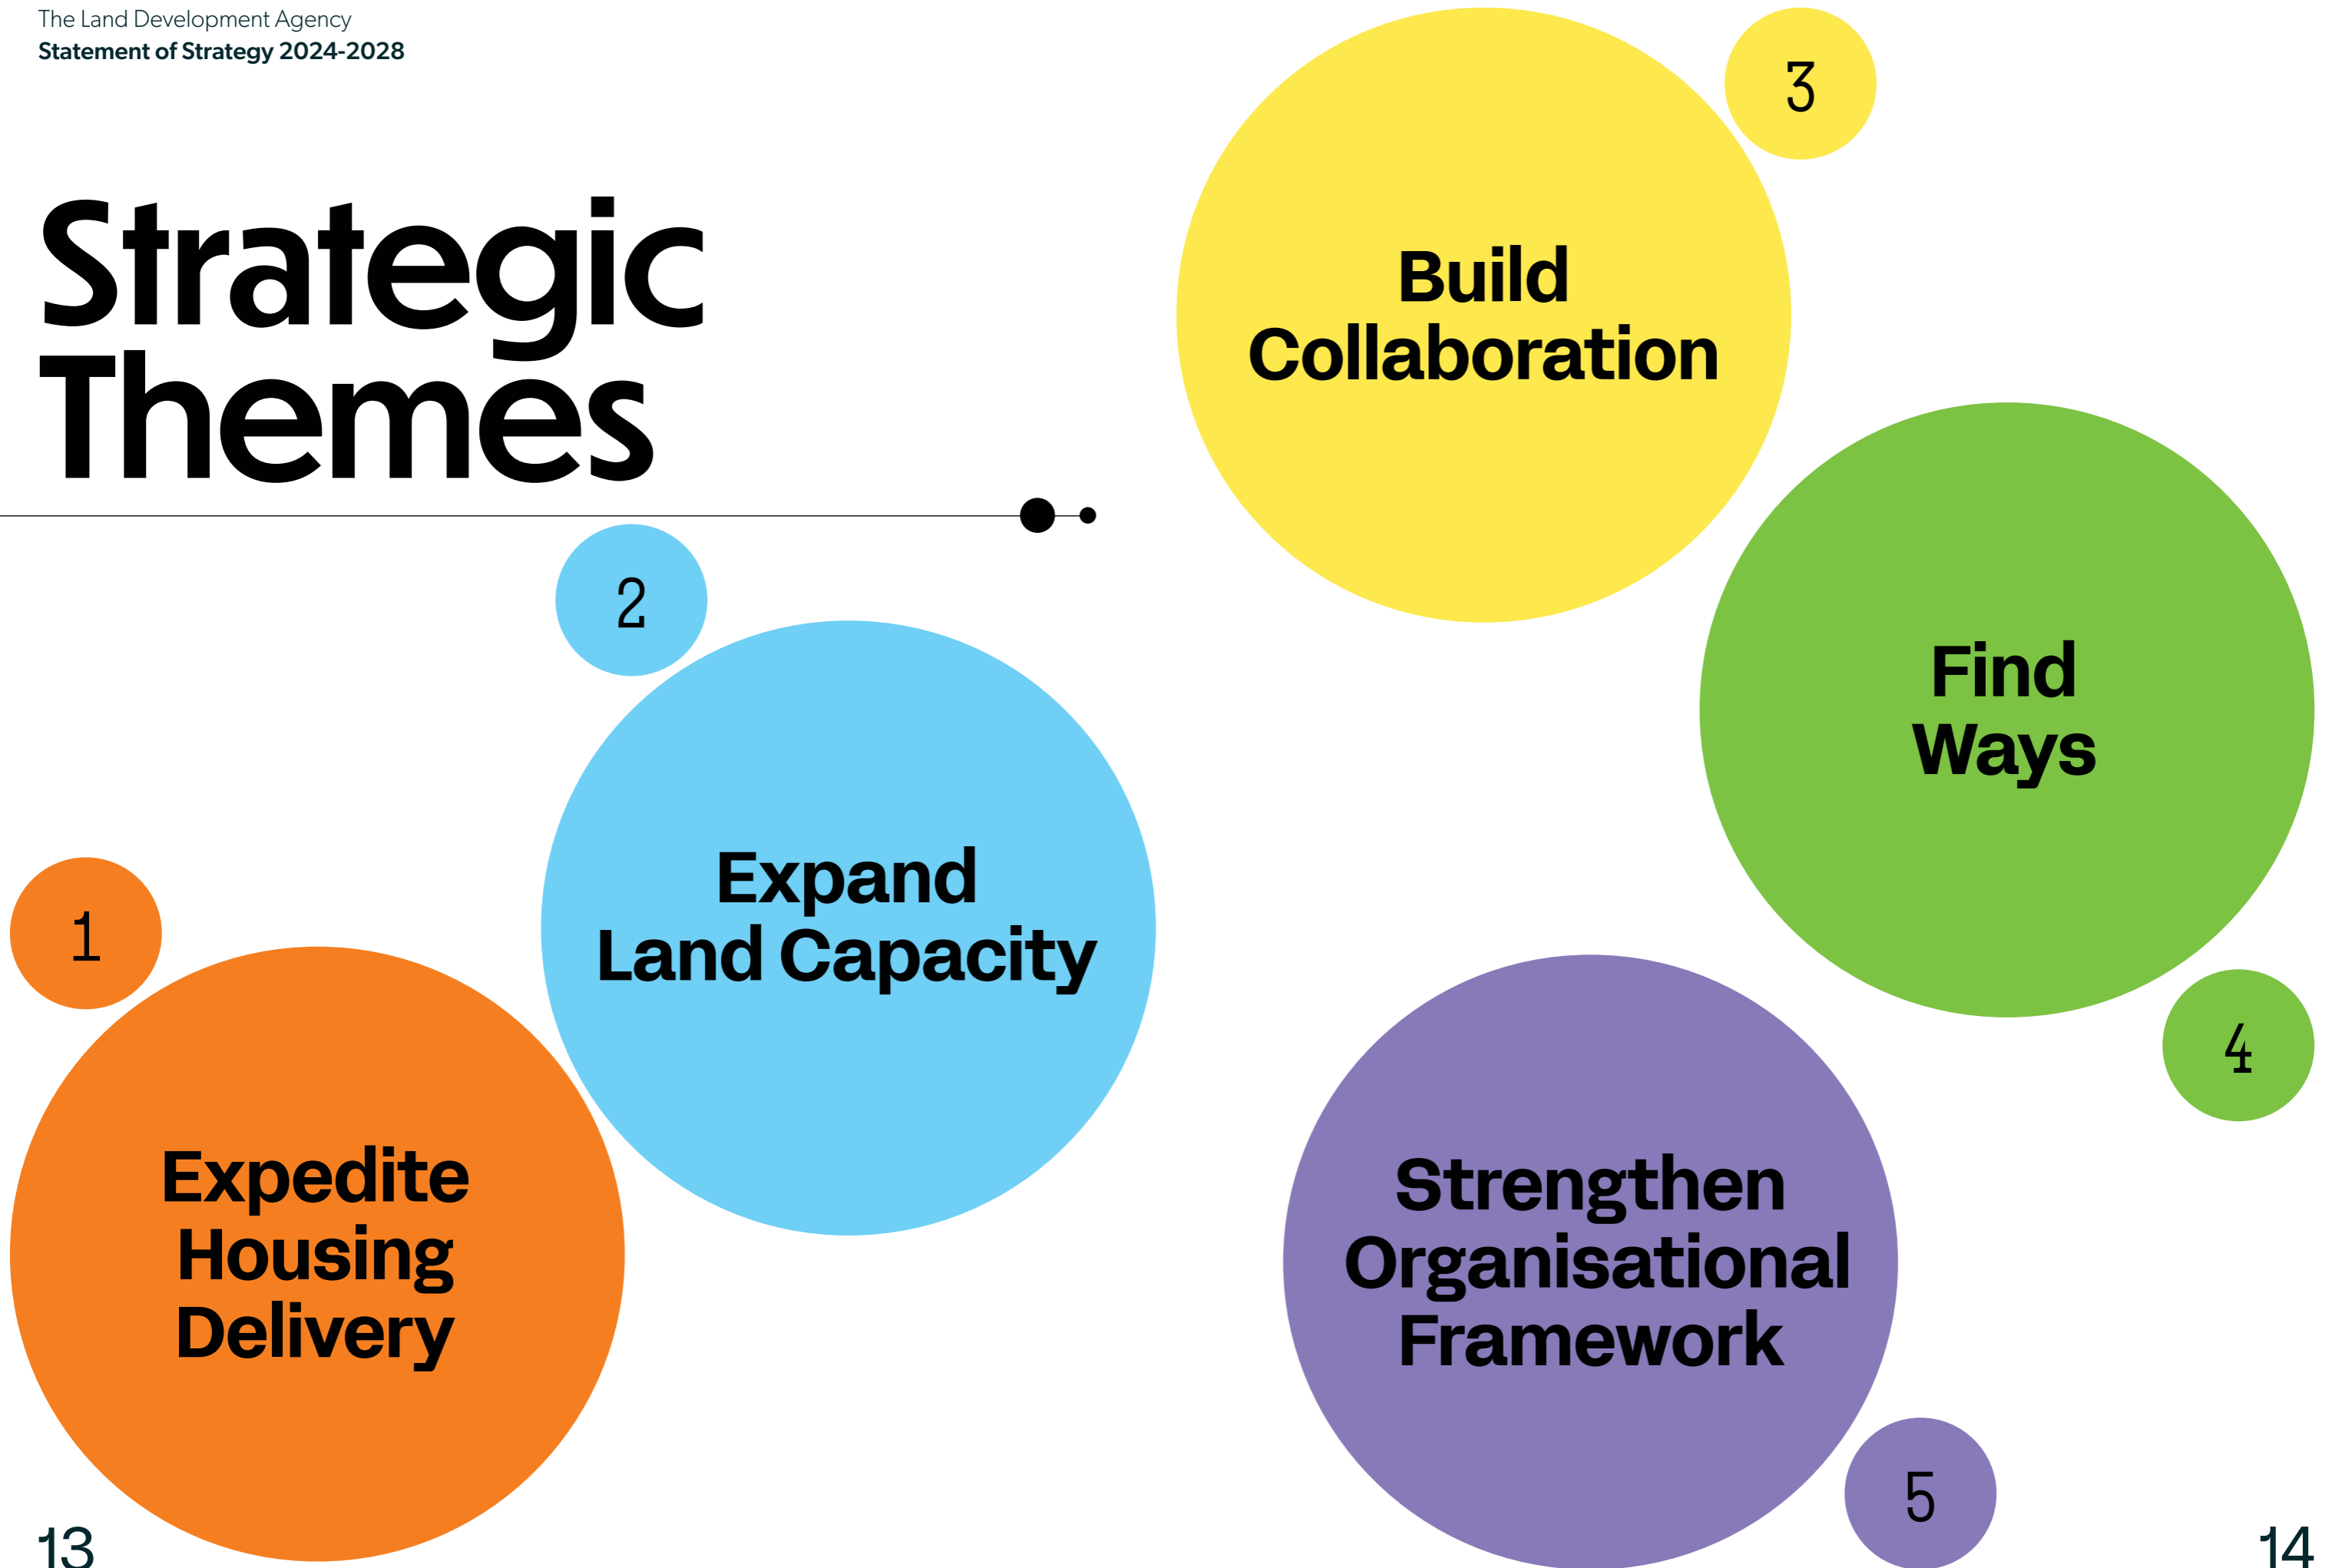 The Land Development Agency
Statement of Strategy 2024-2028
Strategic
Themes
1
Expedite
Housing
Delivery
2
Expand
Land Capacity
3
Build
Collaboration
4
Find
Ways
5
Strengthen
Organisational
Framework
13
14